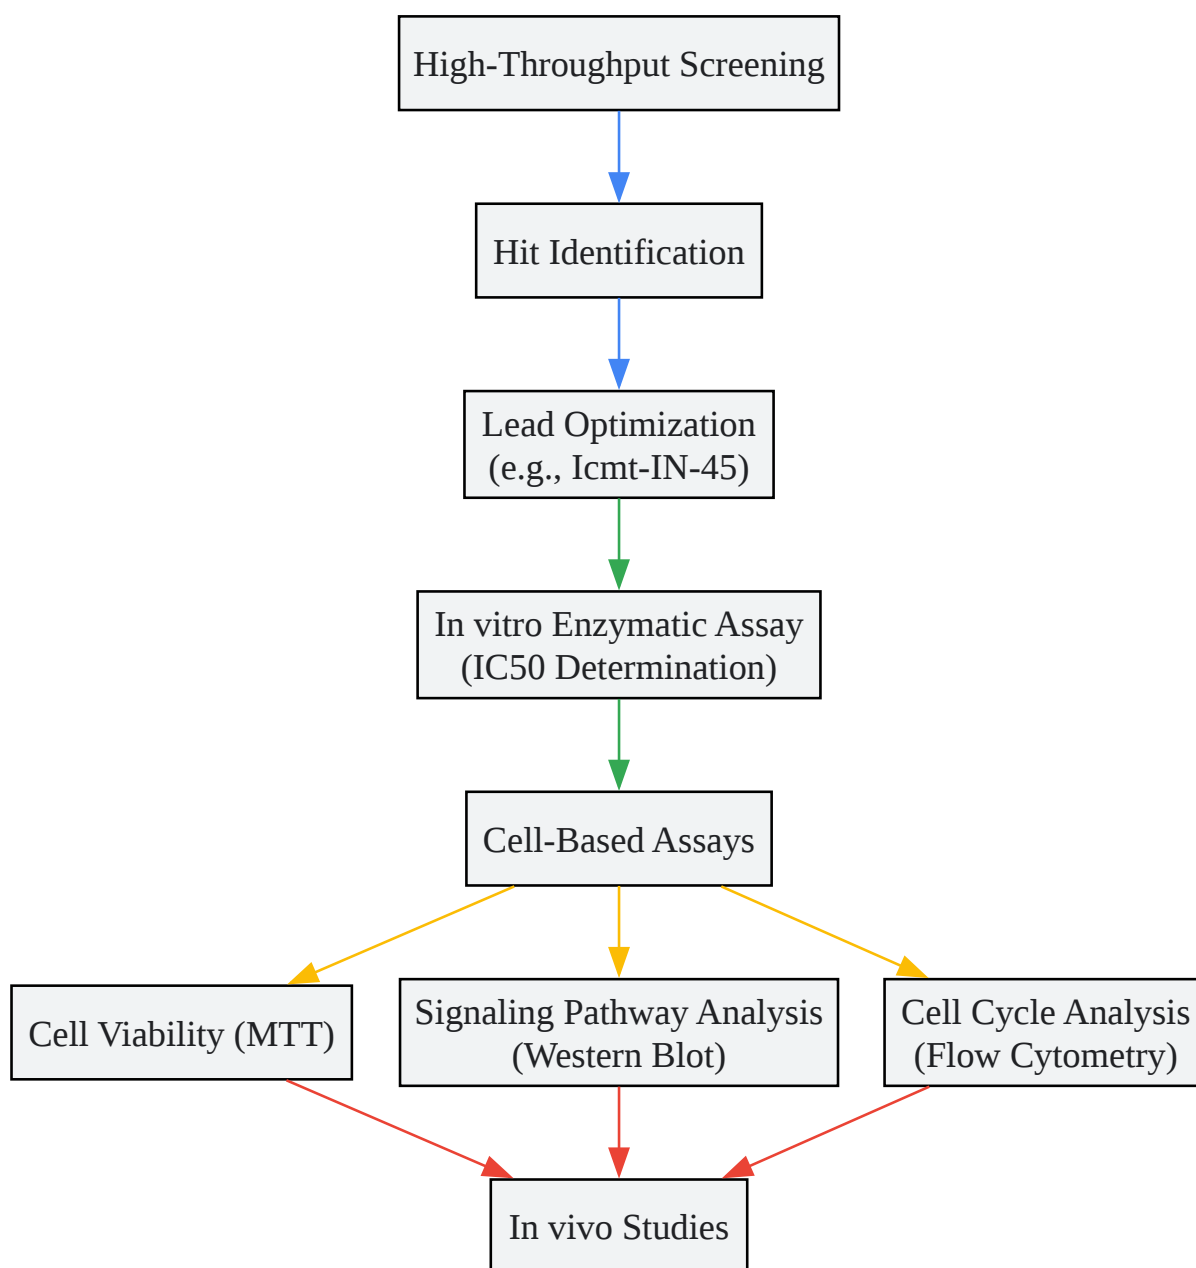 High-Throughput Screening
Hit Identification
Lead Optimization
(e.g., Icmt-IN-45)
In vitro Enzymatic Assay
(IC50 Determination)
Cell-Based Assays
Cell Viability (MTT)
Signaling Pathway Analysis
(Western Blot)
Cell Cycle Analysis
(Flow Cytometry)
In vivo Studies